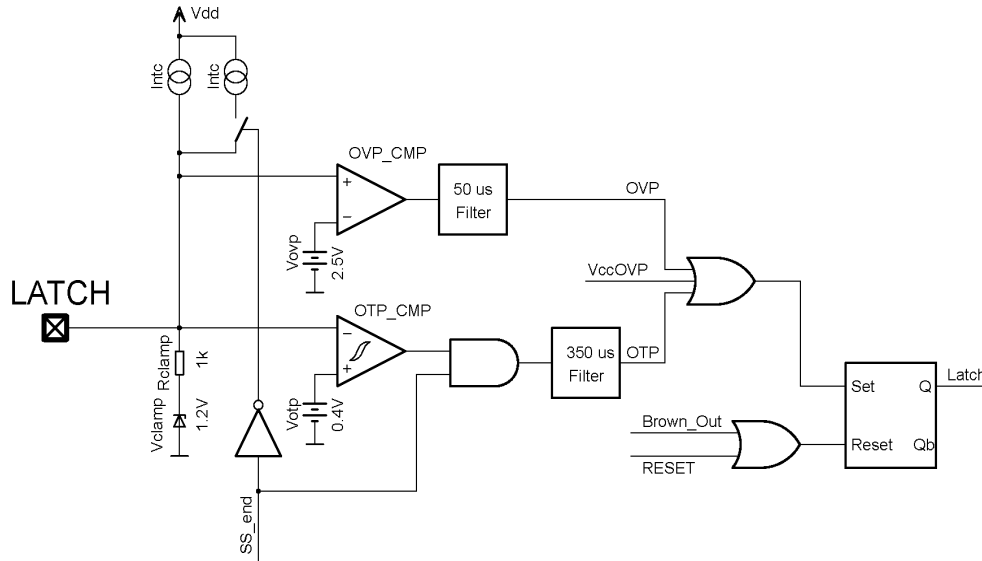 Vdd
Intc
Intc
OVP_CMP
+
−
50 us
Filter
OVP
Vovp
2.5V
VccOVP
LATCH
OTP_CMP
−
+
350 us
Filter
OTP
Rclamp
1k
Vclamp
1.2V
Votp
0.4V
Set
Q
Latch
Brown_Out
Reset
Qb
RESET
SS_end